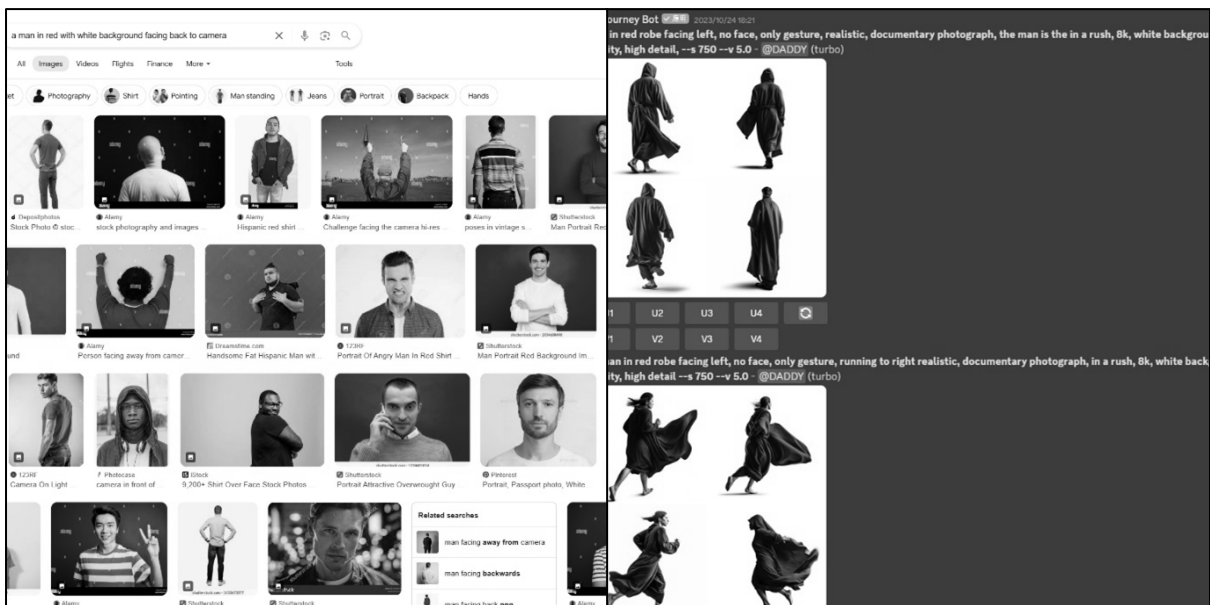 a man in red with white background facing back to camera
All Images Videos Flights Finance More Tools
Photography Shirt Pointing Man standing Jeans Portrait Backpack Hands
Depositphotos
Stock Photo © stoc...
Alamy
stock photography and images ...
Alamy
Hispanic red shirt ...
Alamy
Challenge facing the camera hi-res ...
Alamy
poses in vintage s...
Shutterstock
Man Portrait Red
Alamy
Person facing away from camer...
Dreamstime.com
Handsome Fat Hispanic Man wit...
123RF
Portrait Of Angry Man In Red Shirt ...
Shutterstock
Man Portrait Red Background Im...
123RF
Camera On Light ...
Photocase
camera in front of ...
iStock
9,200+ Shirt Over Face Stock Photos ...
Shutterstock
Portrait Attractive Overwrought Guy ...
Pinterest
Portrait, Passport photo, White ...
Related searches
man facing away from camera
man facing backwards
man facing back png
Alamy
Shutterstock
Shutterstock
Alamy
ourney Bot 2023/10/24 18:21
in red robe facing left, no face, only gesture, realistic, documentary photograph, the man is the in a rush, 8k, white backgrou
ity, high detail, --s 750 --v 5.0 - @DADDY (turbo)
U2 U3 U4
V2 V3 V4
an in red robe facing left, no face, only gesture, running to right realistic, documentary photograph, in a rush, 8k, white back
ity, high detail --s 750 --v 5.0 - @DADDY (turbo)